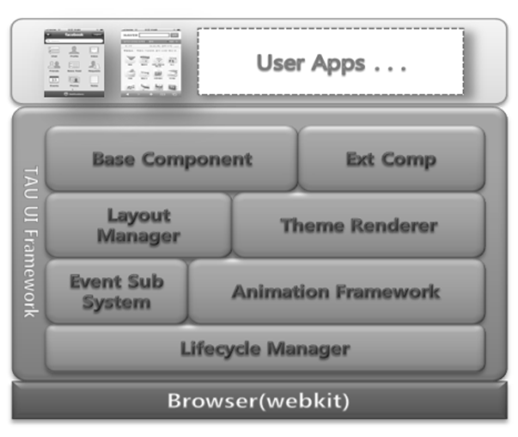 User Apps . . .
Base Component
Ext Comp
Layout
Manager
Theme Renderer
Event Sub
System
Animation Framework
Lifecycle Manager
TAU UI Framework
Browser(webkit)